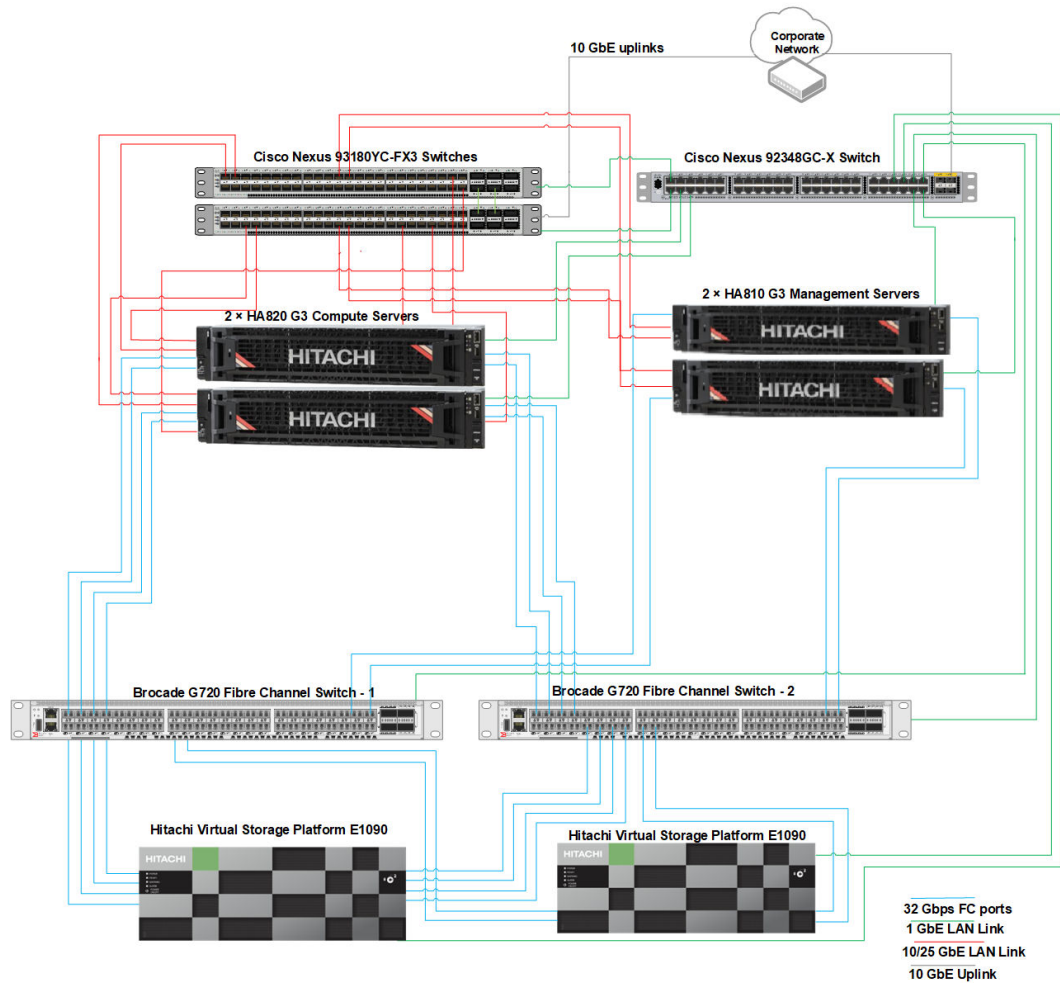 Corporate
Network
10 GbE uplinks
Cisco Nexus 93180YC-FX3 Switches
Cisco Nexus 92348GC-X Switch
2 × HA820 G3 Compute Servers
2 × HA810 G3 Management Servers
HITACHI
HITACHI
HITACHI
HITACHI
Brocade G720 Fibre Channel Switch - 1
Brocade G720 Fibre Channel Switch - 2
Hitachi Virtual Storage Platform E1090
Hitachi Virtual Storage Platform E1090
HITACHI
HITACHI
32 Gbps FC ports
1 GbE LAN Link
10/25 GbE LAN Link
10 GbE Uplink